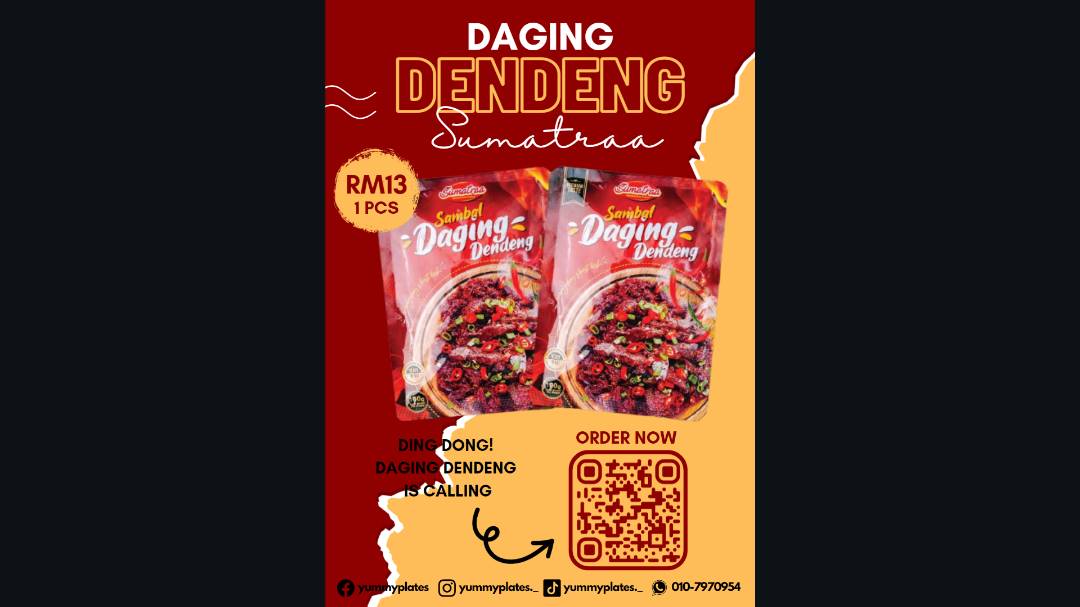 DAGING
DENDENG
Sumatraa
RM13
1 PCS
Sumatraa
Sambal
Daging
Dendeng
Sumatraa
Sambal
Daging
Dendeng
DING DONG!
DAGING DENDENG
IS CALLING
ORDER NOW
yummyplates
yummyplates._
yummyplates._
010-7970954